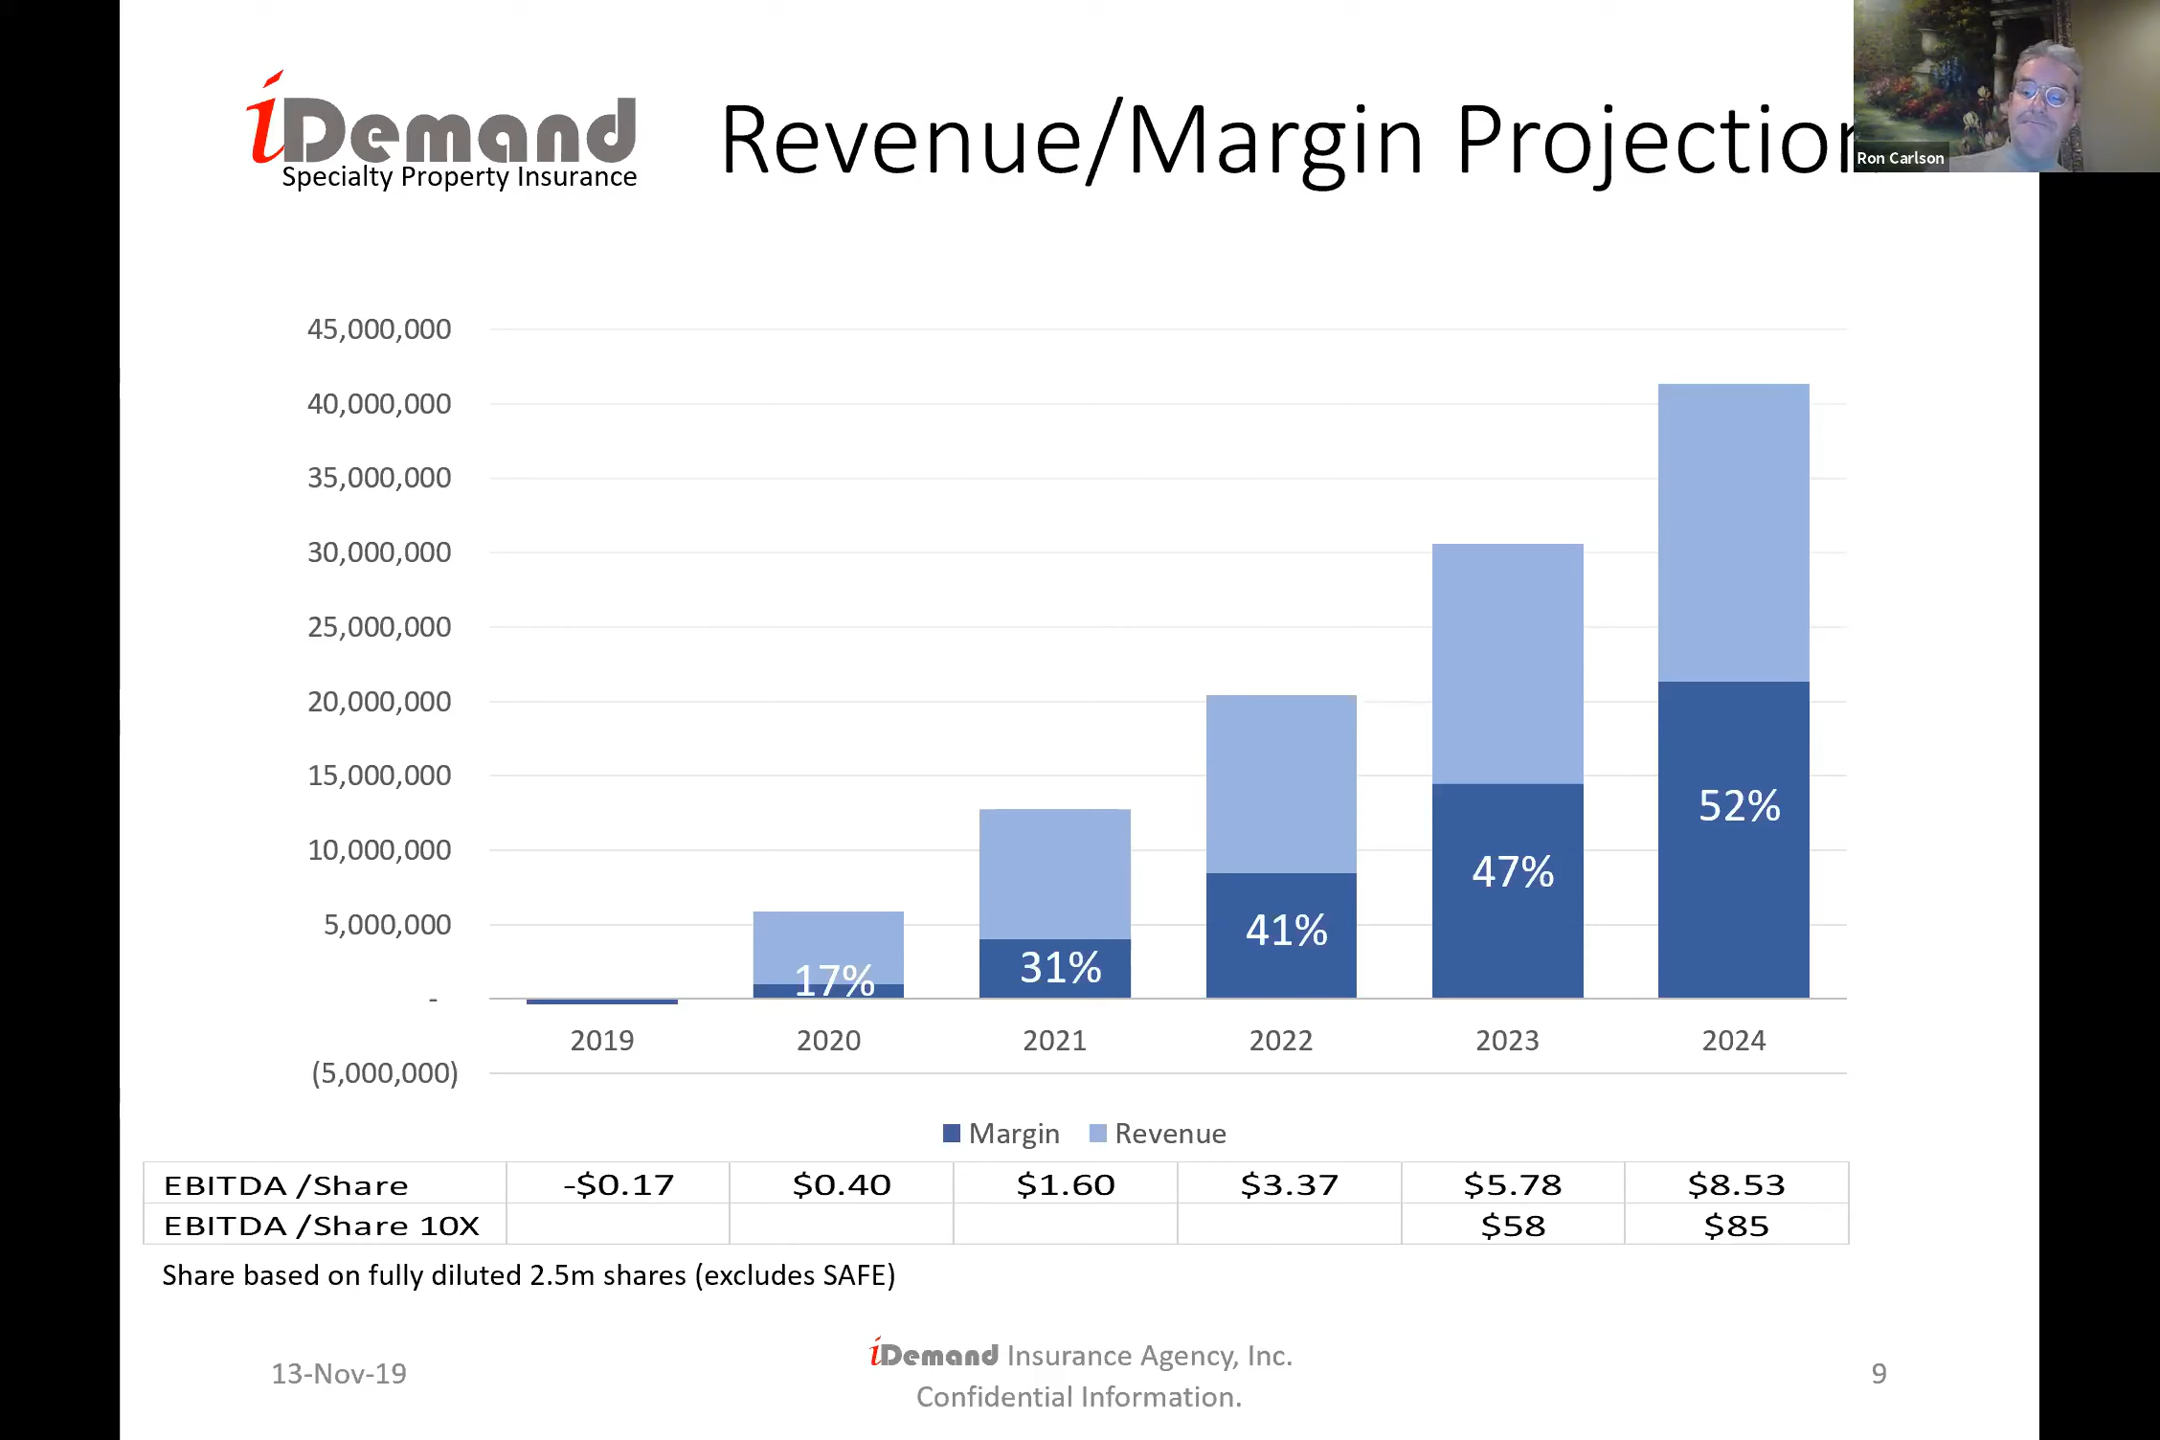 iDemand
Specialty Property Insurance
Revenue/Margin Projection
Ron Carlson
45,000,000
40,000,000
35,000,000
30,000,000
25,000,000
20,000,000
15,000,000
10,000,000
5,000,000
-
(5,000,000)
17%
31%
41%
47%
52%
2019 2020 2021 2022 2023 2024
Margin Revenue
EBITDA /Share -$0.17 $0.40 $1.60 $3.37 $5.78 $8.53
EBITDA /Share 10X $58 $85
Share based on fully diluted 2.5m shares (excludes SAFE)
13-Nov-19
iDemand Insurance Agency, Inc.
Confidential Information.
9